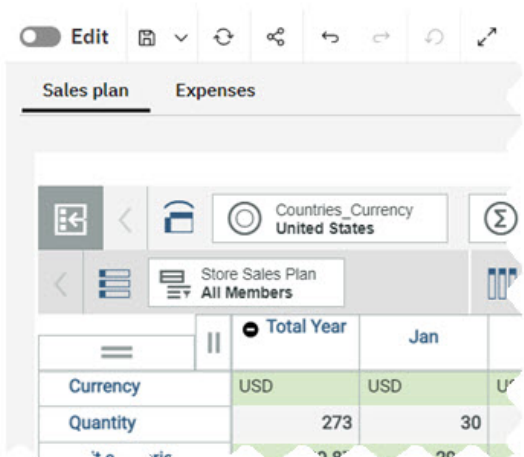 Edit
Sales plan Expenses
Countries_Currency
United States
Store Sales Plan
All Members
Total Year Jan
Currency USD USD
Quantity 273 30